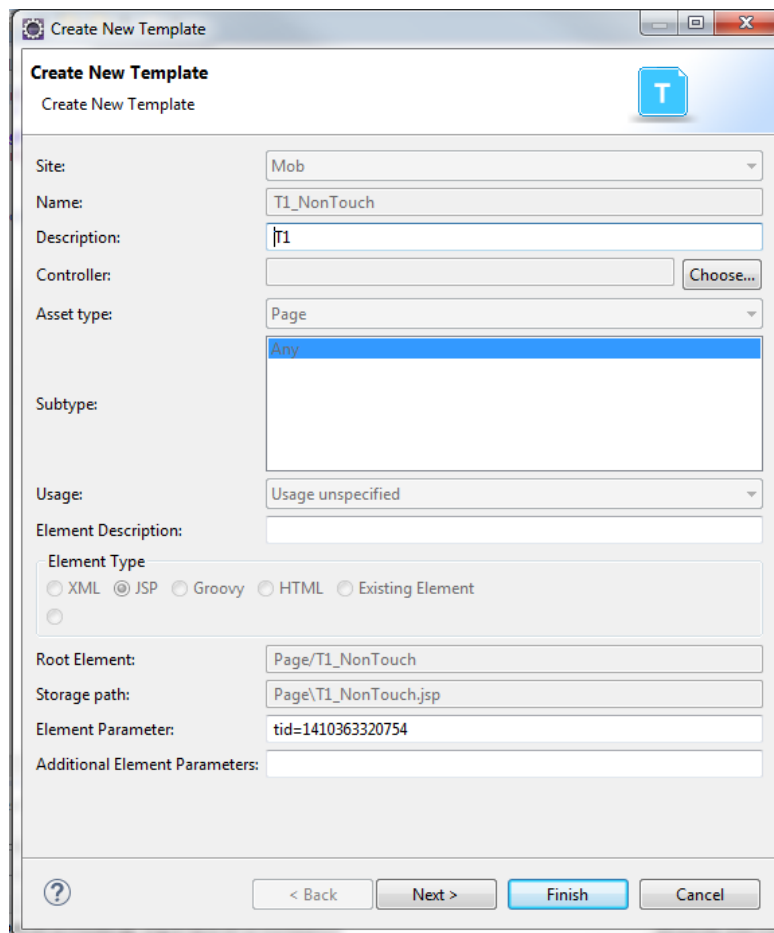 Create New Template
Create New Template
Create New Template
T
Site: Mob
Name: T1_NonTouch
Description: T1
Controller: Choose...
Asset type: Page
Any
Subtype:
Usage: Usage unspecified
Element Description:
Element Type
XML JSP Groovy HTML Existing Element
Root Element: Page/T1_NonTouch
Storage path: Page\T1_NonTouch.jsp
Element Parameter: tid=1410363320754
Additional Element Parameters:
? < Back Next > Finish Cancel